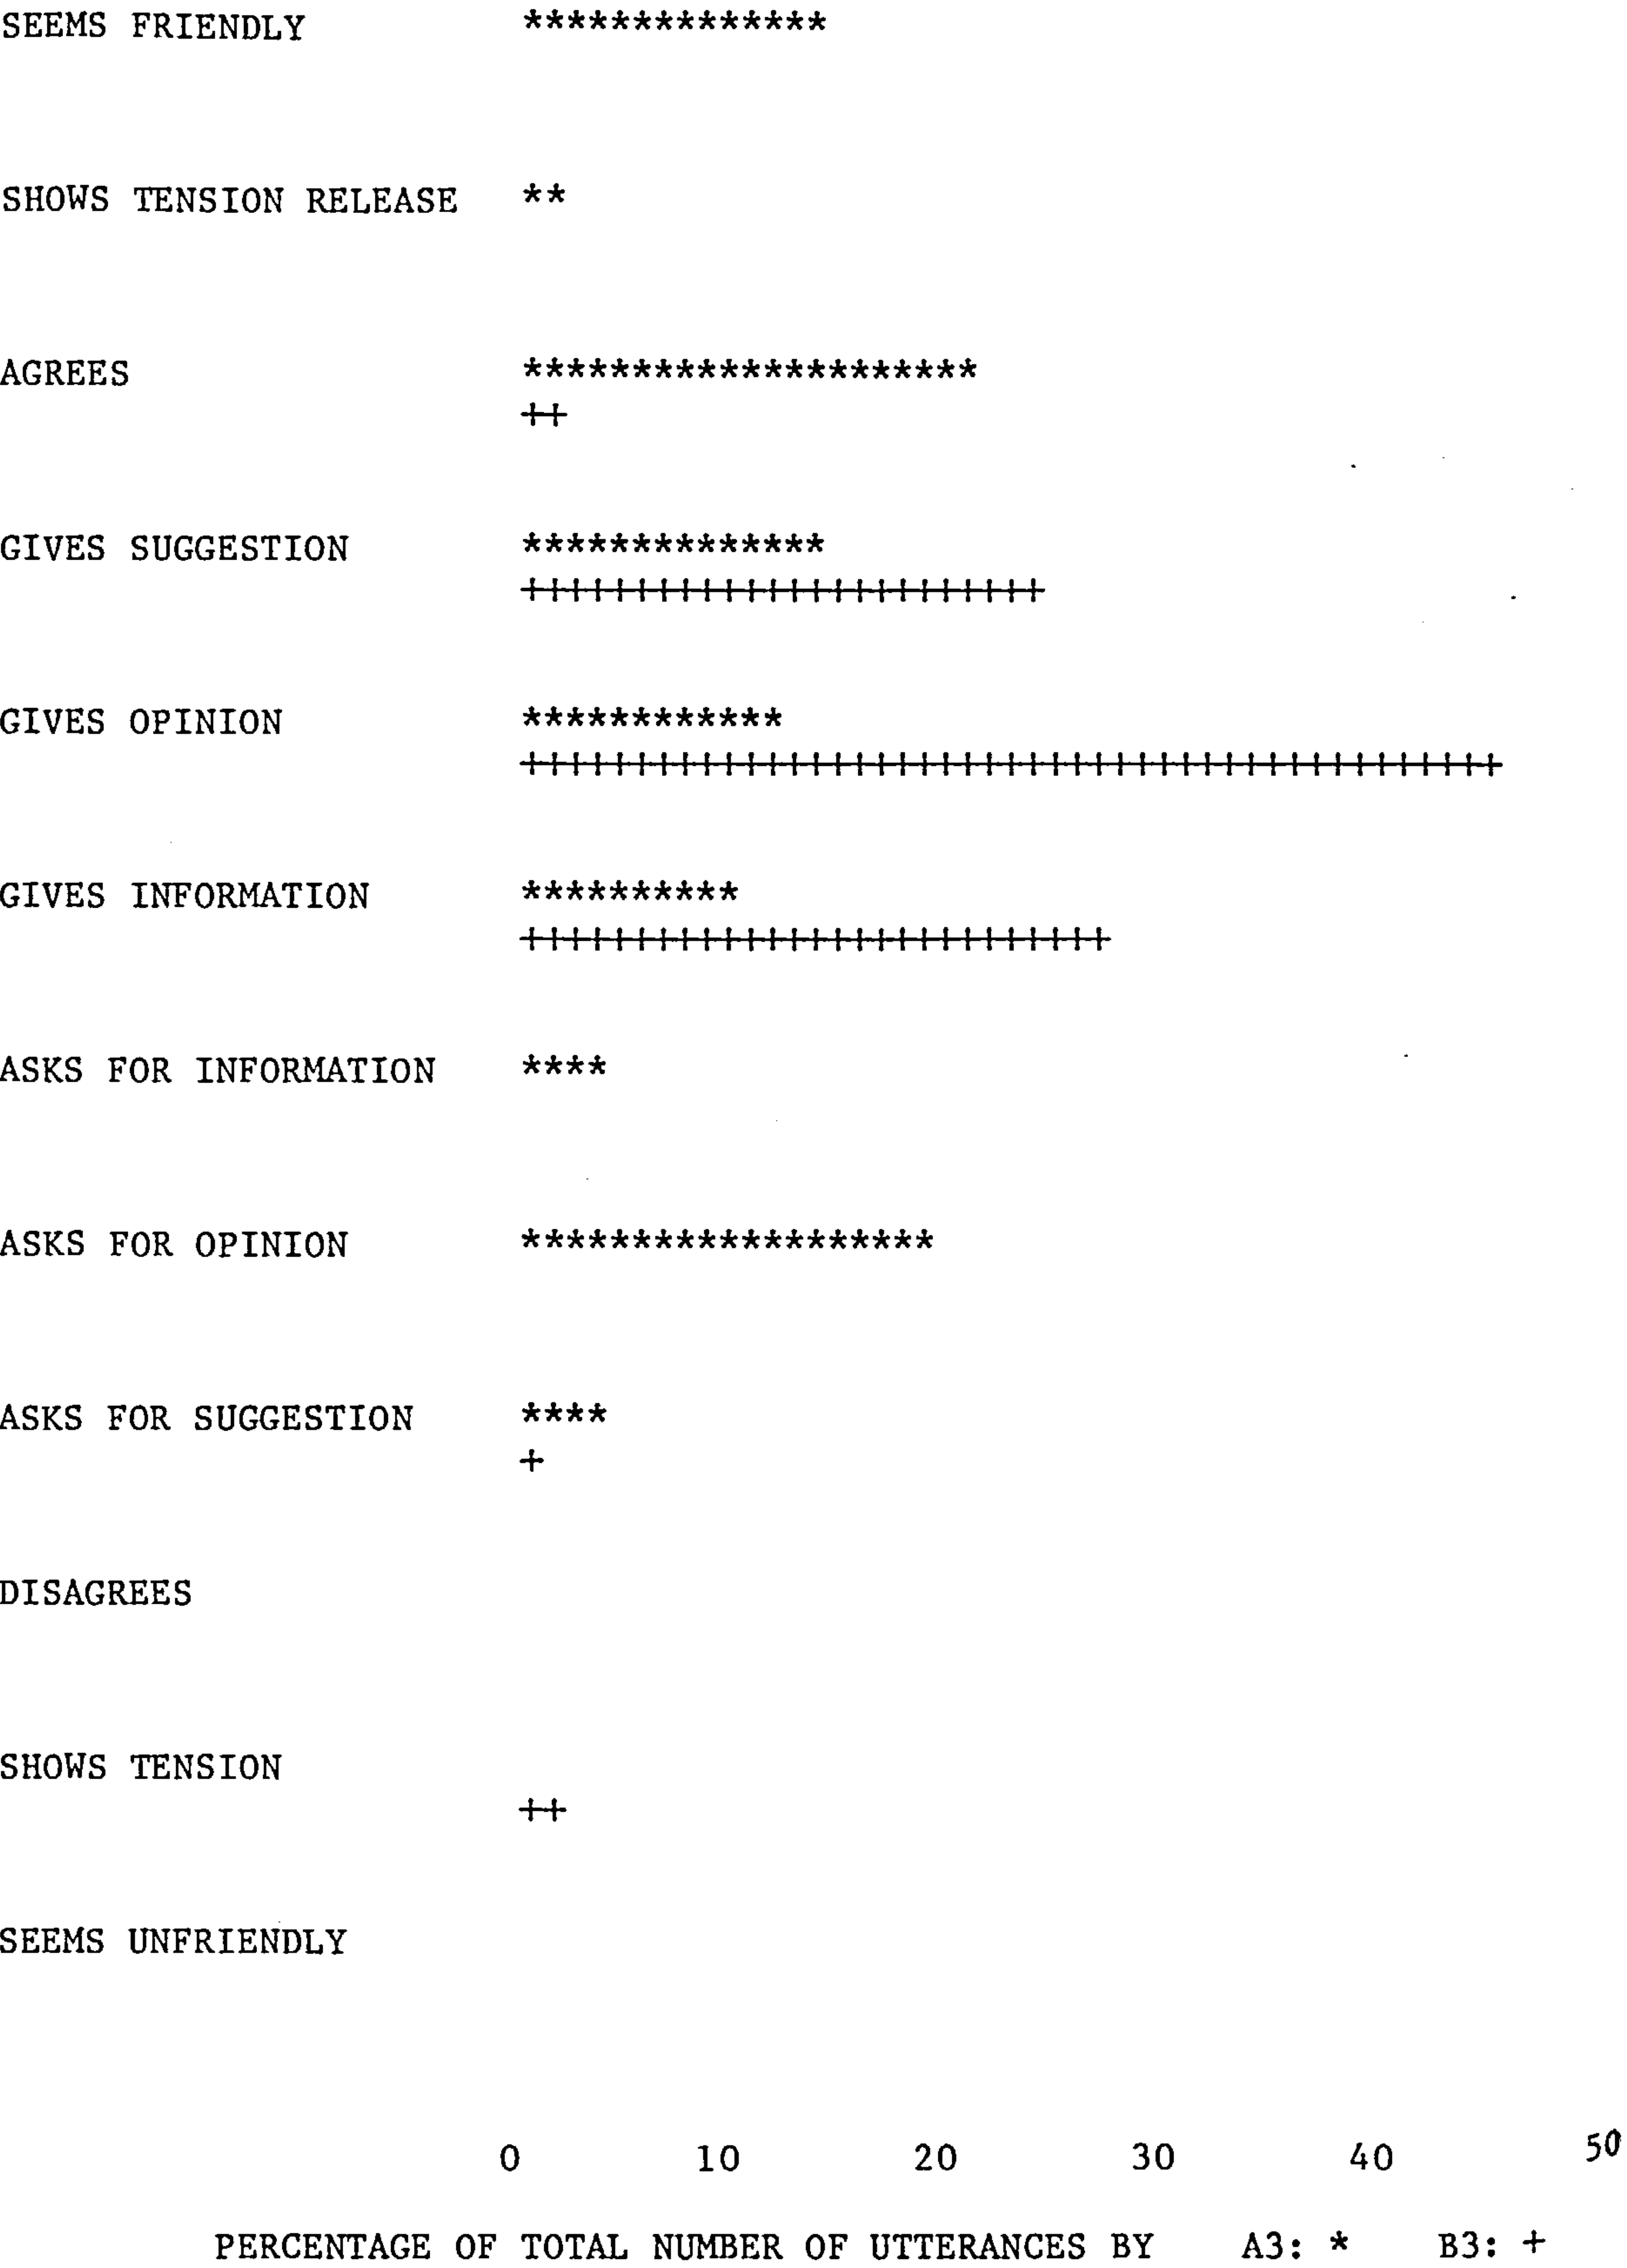 SEEMS FRIENDLY **************
SHOWS TENSION RELEASE **
AGREES *********************
++
GIVES SUGGESTION **************
++++++++++++++++++++++++
GIVES OPINION ************
+++++++++++++++++++++++++++++++++++++++++++++
GIVES INFORMATION **********
+++++++++++++++++++++++++++
ASKS FOR INFORMATION ****
ASKS FOR OPINION *******************
ASKS FOR SUGGESTION ****
+
DISAGREES
SHOWS TENSION
++
SEEMS UNFRIENDLY
0 10 20 30 40 50
PERCENTAGE OF TOTAL NUMBER OF UTTERANCES BY A3: * B3: +